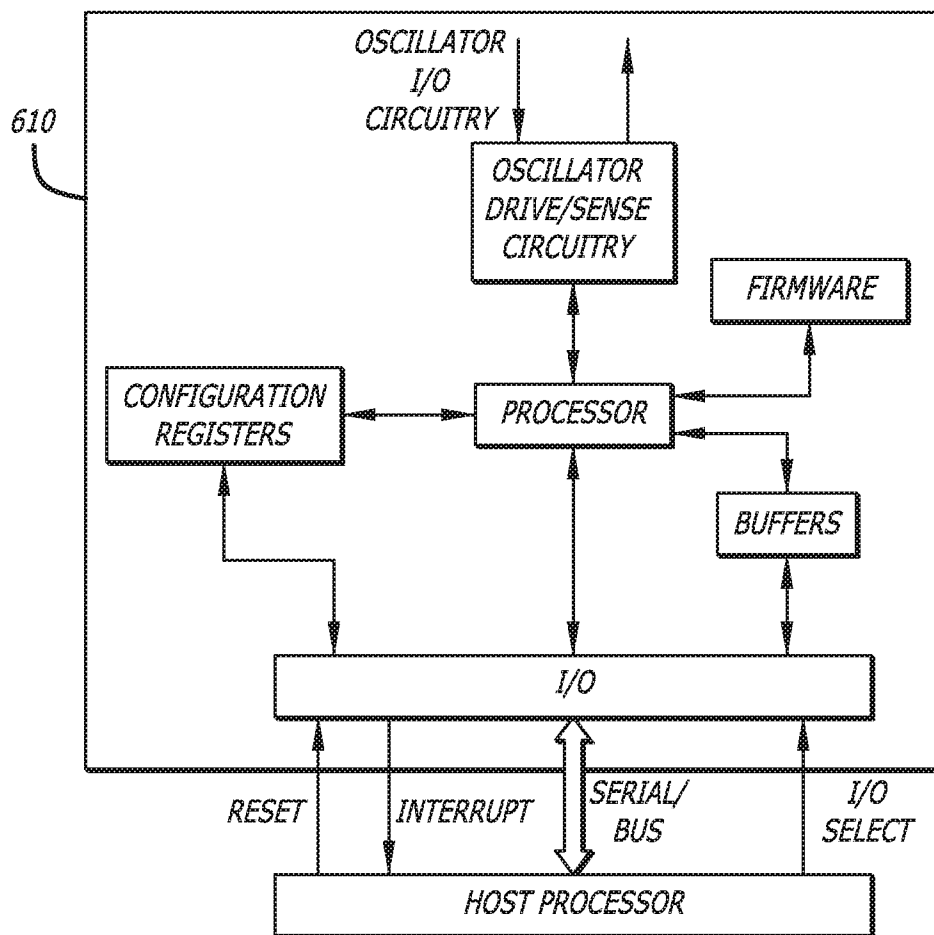 OSCILLATOR
I/O
CIRCUITRY
610
OSCILLATOR
DRIVE/SENSE
CIRCUITRY
FIRMWARE
CONFIGURATION
REGISTERS
PROCESSOR
BUFFERS
I/O
RESET
INTERRUPT
SERIAL/
BUS
I/O
SELECT
HOST PROCESSOR